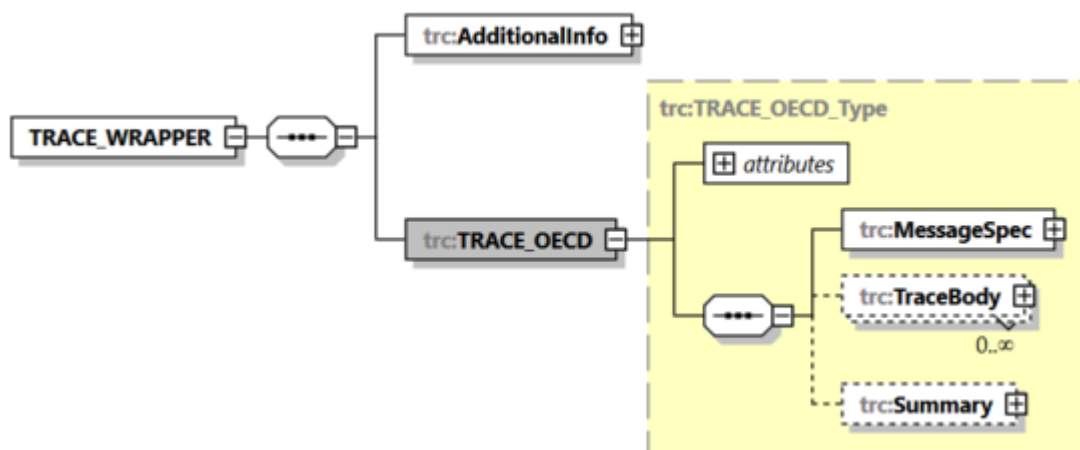 trc:AdditionalInfo
trc:TRACE_OECD_Type
TRACE_WRAPPER
attributes
trc:MessageSpec
trc:TRACE_OECD
trc:TraceBody
0..∞
trc:Summary